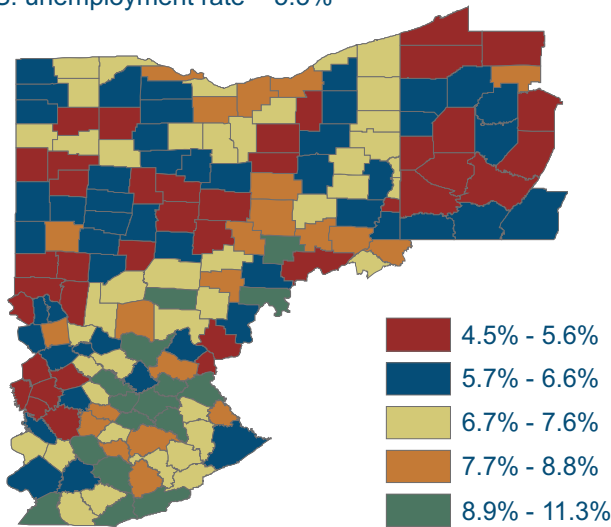 unemployment rate
4.5% - 5.6%
5.7% - 6.6%
6.7% - 7.6%
7.7% - 8.8%
8.9% - 11.3%